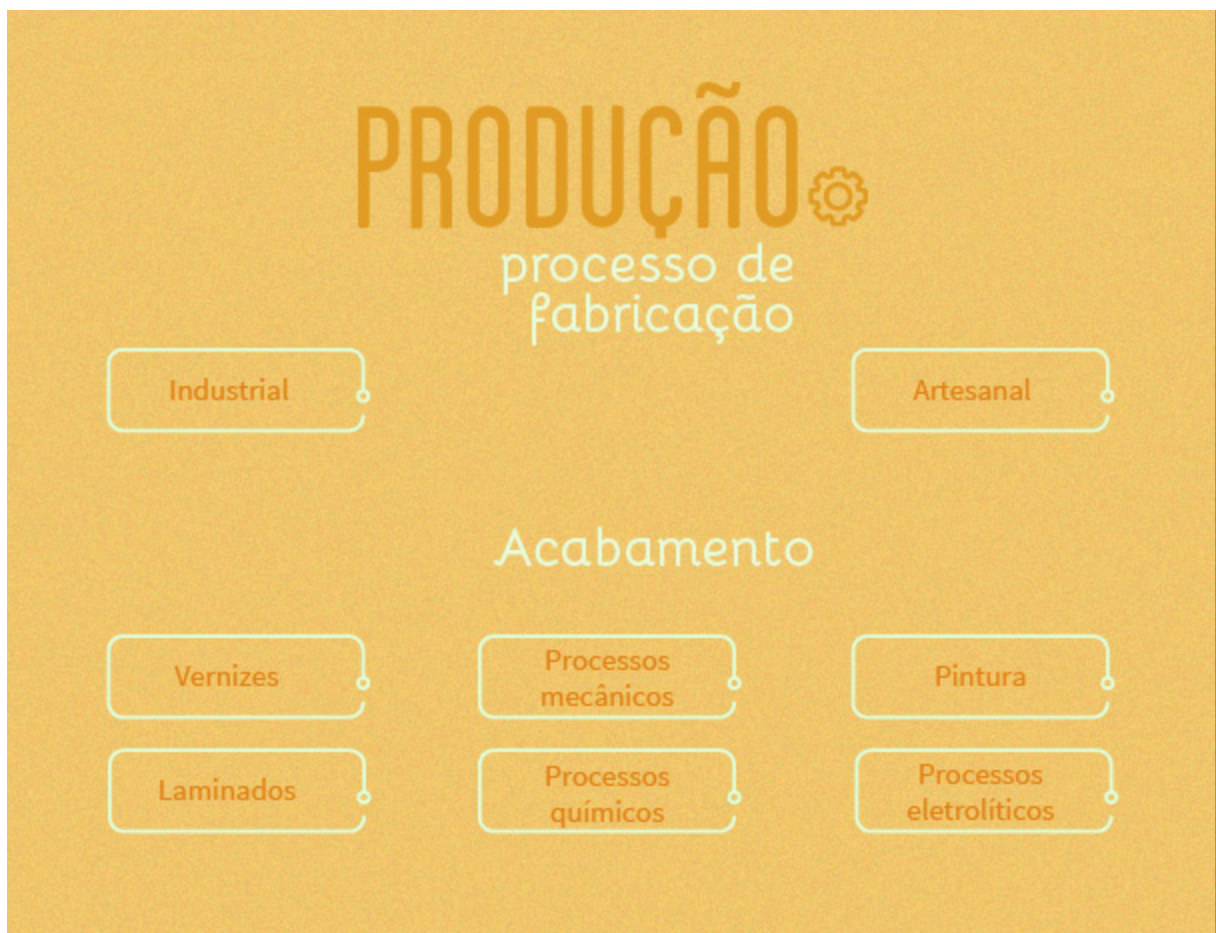 PRODUÇÃO
processo de
fabricação
Industrial
Artesanal
Acabamento
Vernizes
Processos
mecânicos
Pintura
Laminados
Processos
químicos
Processos
eletrolíticos